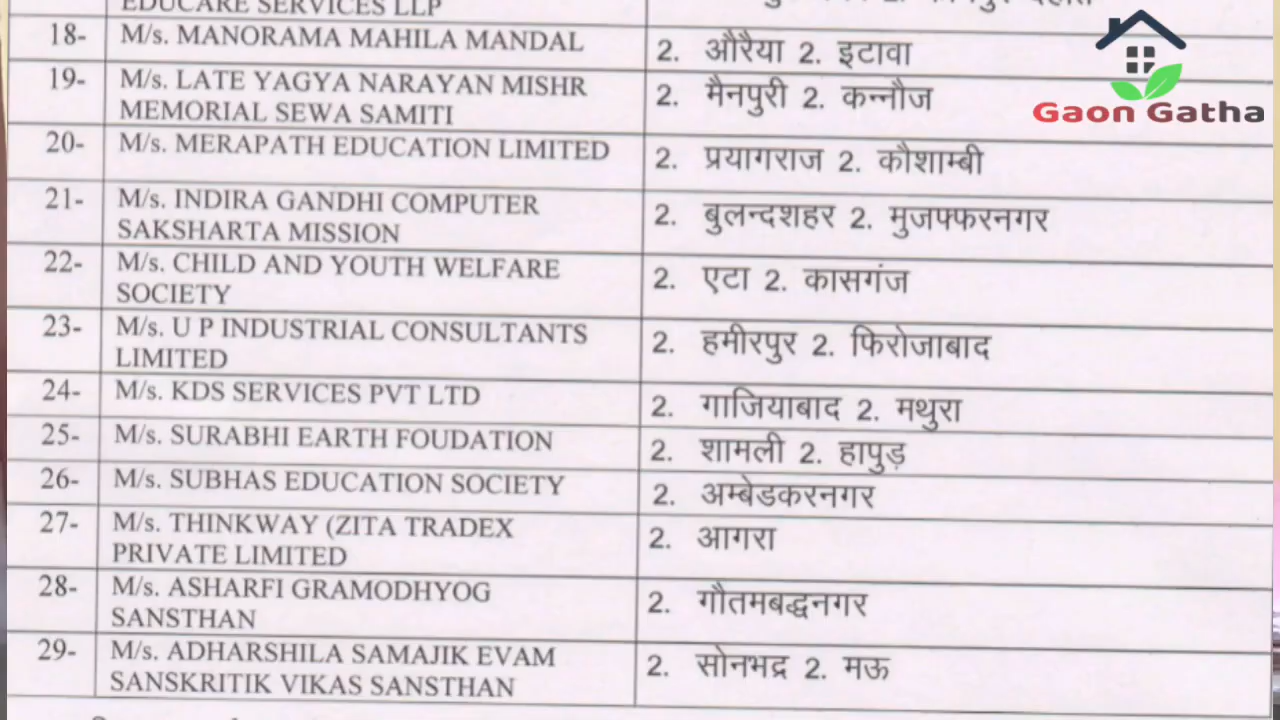 EDUCARE SERVICES LLP
18- M/s. MANORAMA MAHILA MANDAL 2. औरैया 2. इटावा
19- M/s. LATE YAGYA NARAYAN MISHR 2. मैनपुरी 2. कन्नौज
MEMORIAL SEWA SAMITI
Gaon Gatha
20- M/s. MERAPATH EDUCATION LIMITED 2. प्रयागराज 2. कौशाम्बी
21- M/s. INDIRA GANDHI COMPUTER 2. बुलन्दशहर 2. मुजफ्फरनगर
SAKSHARTA MISSION
22- M/s. CHILD AND YOUTH WELFARE 2. एटा 2. कासगंज
SOCIETY
23- M/s. U P INDUSTRIAL CONSULTANTS 2. हमीरपुर 2. फिरोजाबाद
LIMITED
24- M/s. KDS SERVICES PVT LTD 2. गाजियाबाद 2. मथुरा
25- M/s. SURABHI EARTH FOUDATION 2. शामली 2. हापुड़
26- M/s. SUBHAS EDUCATION SOCIETY 2. अम्बेडकरनगर
27- M/s. THINKWAY (ZITA TRADEX 2. आगरा
PRIVATE LIMITED
28- M/s. ASHARFI GRAMODHYOG 2. गौतमबद्धनगर
SANSTHAN
29- M/s. ADHARSHILA SAMAJIK EVAM 2. सोनभद्र 2. मऊ
SANSKRITIK VIKAS SANSTHAN